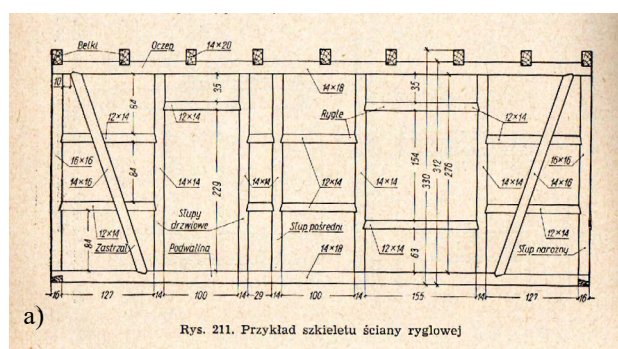 Belki Oczep 14×20
10 14×18
64 35 35
12×14 12×14 Rygle 12×14
16×16 16×16
84 154 330 312 276
14×16 14×14 14×14 14×14 14×14 14×16
229
12×14
Słupy drzwiowe
12×14 12×14 12×14
Zastrzał Podwalina Słup pośredni Słup narożny
84 14×18 63
16 127 14 100 14 29 14 100 14 155 14 127 16
a) Rys. 211. Przykład szkieletu ściany ryglowej